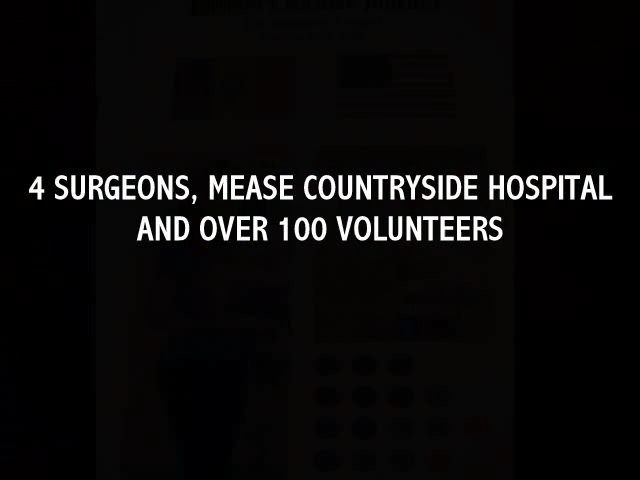 4 SURGEONS, MEASE COUNTRYSIDE HOSPITAL
AND OVER 100 VOLUNTEERS